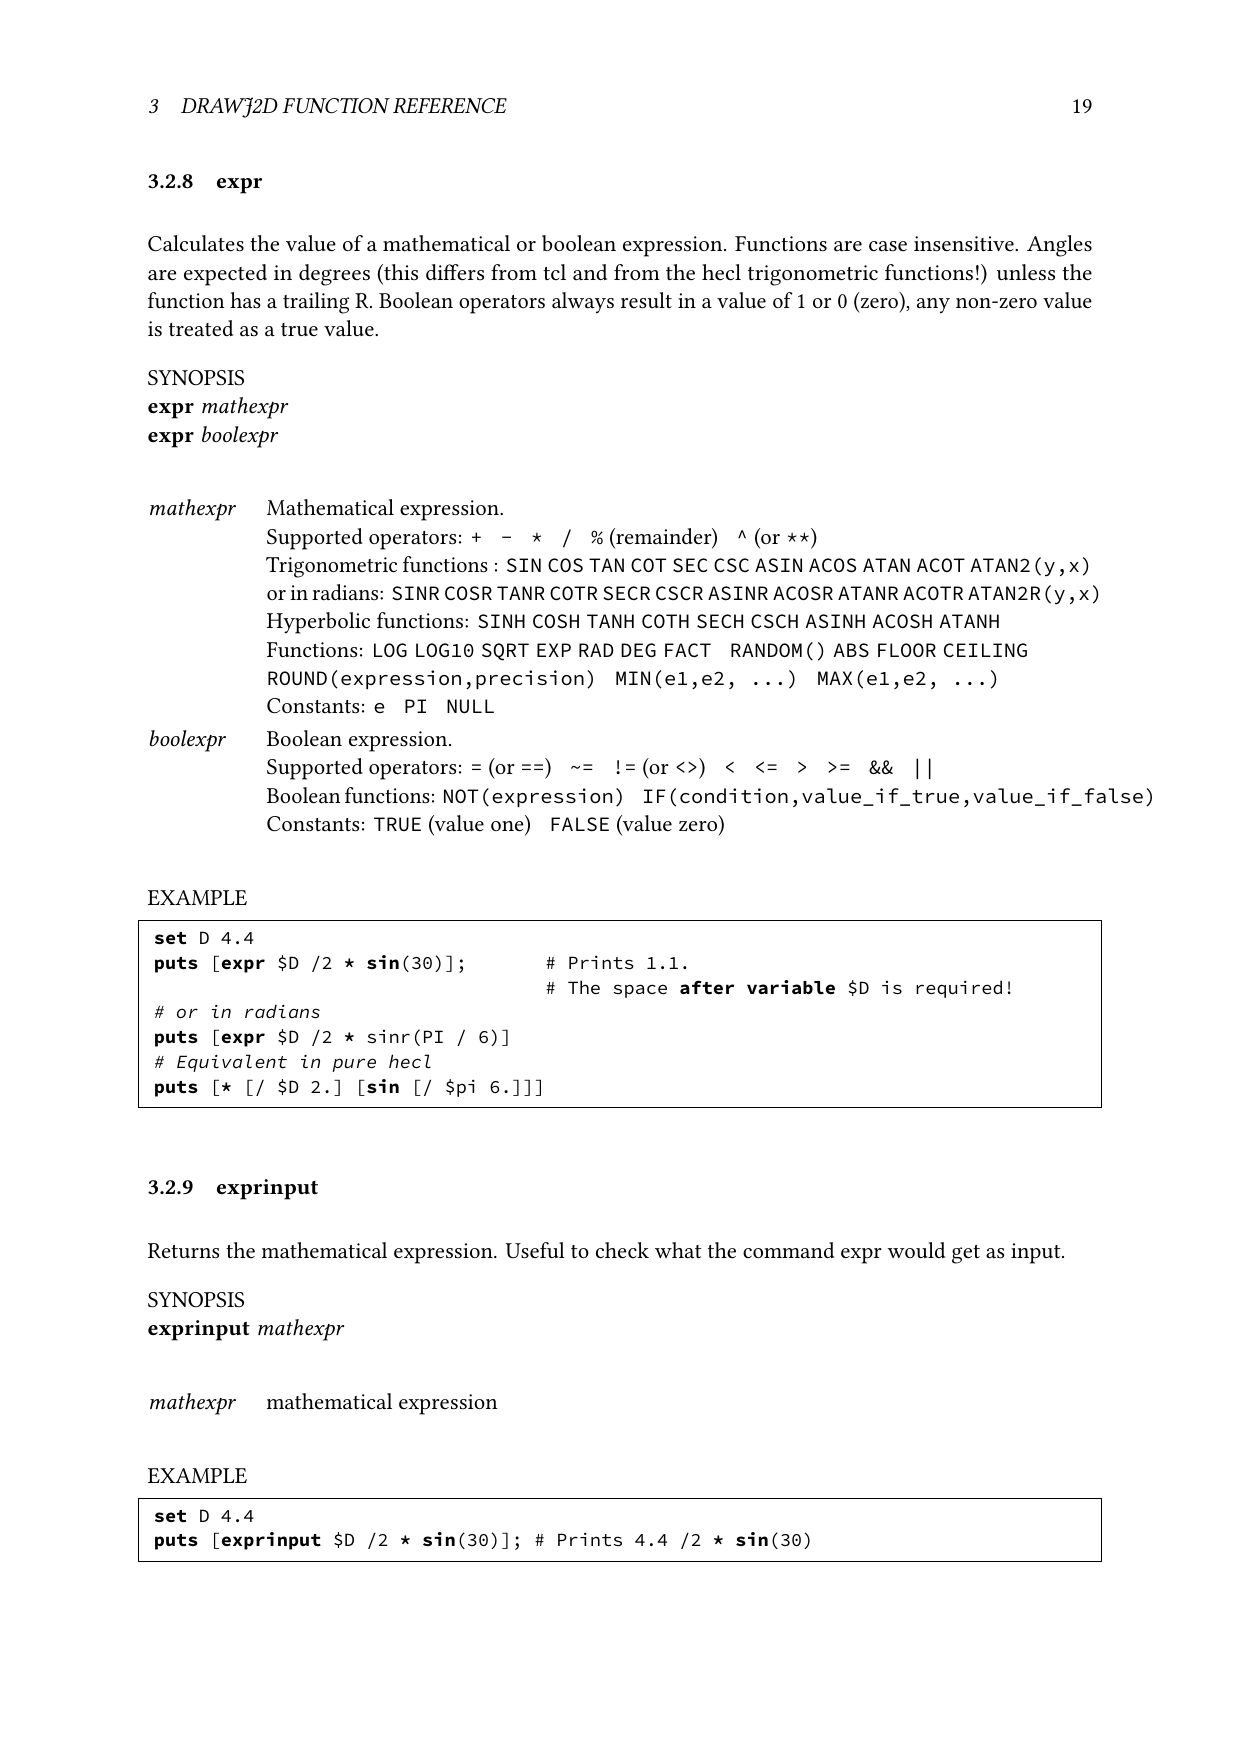 3 DRAWJ2D FUNCTION REFERENCE 19
3.2.8 expr
Calculates the value of a mathematical or boolean expression. Functions are case insensitive. Angles
are expected in degrees (this differs from tcl and from the hecl trigonometric functions!) unless the
function has a trailing R. Boolean operators always result in a value of 1 or 0 (zero), any non-zero value
is treated as a true value.
SYNOPSIS
expr mathexpr
expr boolexpr
mathexpr Mathematical expression.
Supported operators: + - * / % (remainder) ^ (or **)
Trigonometric functions : SIN COS TAN COT SEC CSC ASIN ACOS ATAN ACOT ATAN2(y,x)
or in radians: SINR COSR TANR COTR SECR CSCR ASINR ACOSR ATANR ACOTR ATAN2R(y,x)
Hyperbolic functions: SINH COSH TANH COTH SECH CSCH ASINH ACOSH ATANH
Functions: LOG LOG10 SQRT EXP RAD DEG FACT RANDOM() ABS FLOOR CEILING
ROUND(expression,precision) MIN(e1,e2, ...) MAX(e1,e2, ...)
Constants: e PI NULL
boolexpr Boolean expression.
Supported operators: = (or ==) ~= != (or <>) < <= > >= && ||
Boolean functions: NOT(expression) IF(condition,value_if_true,value_if_false)
Constants: TRUE (value one) FALSE (value zero)
EXAMPLE
set D 4.4
puts [expr $D /2 * sin(30)]; # Prints 1.1.
# The space after variable $D is required!
# or in radians
puts [expr $D /2 * sinr(PI / 6)]
# Equivalent in pure hecl
puts [* [/ $D 2.] [sin [/ $pi 6.]]]
3.2.9 exprinput
Returns the mathematical expression. Useful to check what the command expr would get as input.
SYNOPSIS
exprinput mathexpr
mathexpr mathematical expression
EXAMPLE
set D 4.4
puts [exprinput $D /2 * sin(30)]; # Prints 4.4 /2 * sin(30)